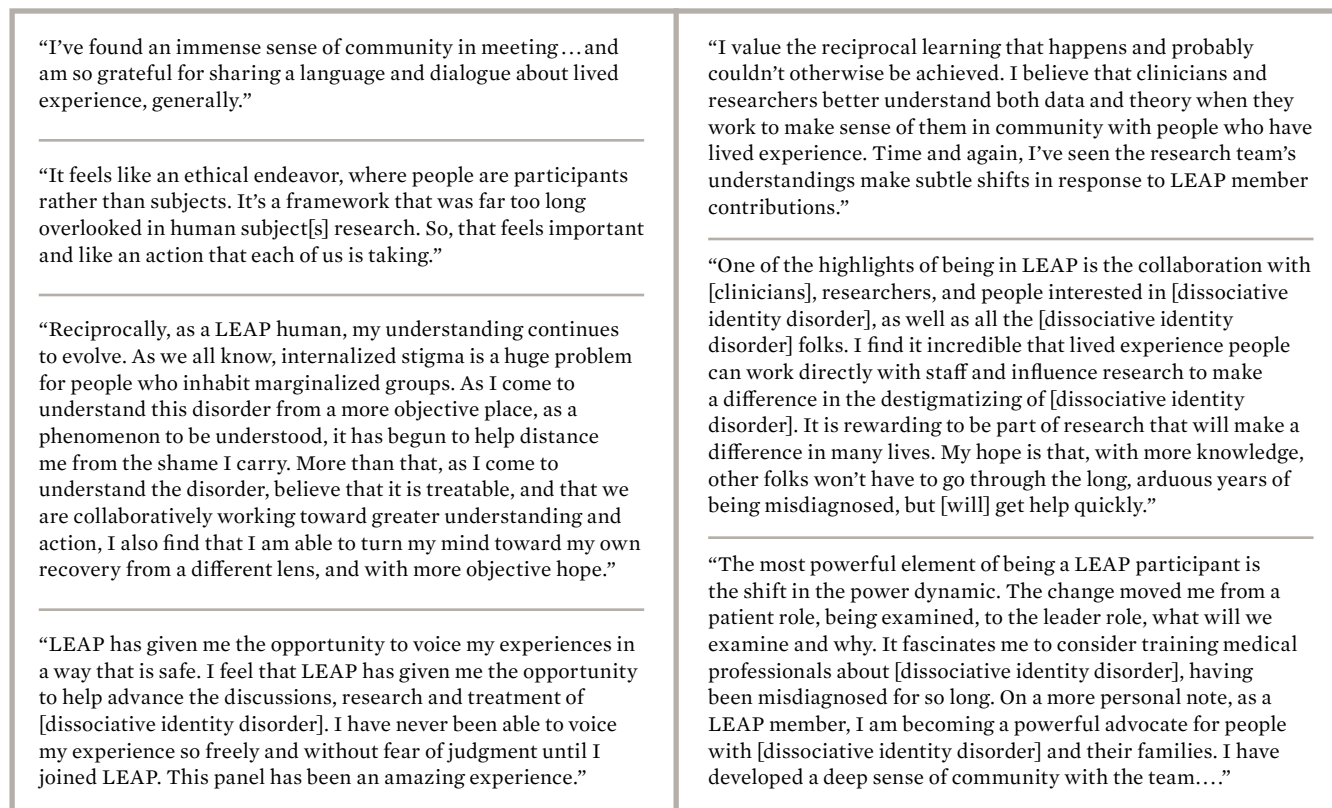 “I’ve found an immense sense of community in meeting…and
am so grateful for sharing a language and dialogue about lived
experience, generally.”
“It feels like an ethical endeavor, where people are participants
rather than subjects. It’s a framework that was far too long
overlooked in human subject[s] research. So, that feels important
and like an action that each of us is taking.”
“Reciprocally, as a LEAP human, my understanding continues
to evolve. As we all know, internalized stigma is a huge problem
for people who inhabit marginalized groups. As I come to
understand this disorder from a more objective place, as a
phenomenon to be understood, it has begun to help distance
me from the shame I carry. More than that, as I come to
understand the disorder, believe that it is treatable, and that we
are collaboratively working toward greater understanding and
action, I also find that I am able to turn my mind toward my own
recovery from a different lens, and with more objective hope.”
“LEAP has given me the opportunity to voice my experiences in
a way that is safe. I feel that LEAP has given me the opportunity
to help advance the discussions, research and treatment of
[dissociative identity disorder]. I have never been able to voice
my experience so freely and without fear of judgment until I
joined LEAP. This panel has been an amazing experience.”
“I value the reciprocal learning that happens and probably
couldn’t otherwise be achieved. I believe that clinicians and
researchers better understand both data and theory when they
work to make sense of them in community with people who have
lived experience. Time and again, I’ve seen the research team’s
understandings make subtle shifts in response to LEAP member
contributions.”
“One of the highlights of being in LEAP is the collaboration with
[clinicians], researchers, and people interested in [dissociative
identity disorder], as well as all the [dissociative identity
disorder] folks. I find it incredible that lived experience people
can work directly with staff and influence research to make
a difference in the destigmatizing of [dissociative identity
disorder]. It is rewarding to be part of research that will make a
difference in many lives. My hope is that, with more knowledge,
other folks won’t have to go through the long, arduous years of
being misdiagnosed, but [will] get help quickly.”
“The most powerful element of being a LEAP participant is
the shift in the power dynamic. The change moved me from a
patient role, being examined, to the leader role, what will we
examine and why. It fascinates me to consider training medical
professionals about [dissociative identity disorder], having
been misdiagnosed for so long. On a more personal note, as a
LEAP member, I am becoming a powerful advocate for people
with [dissociative identity disorder] and their families. I have
developed a deep sense of community with the team….”